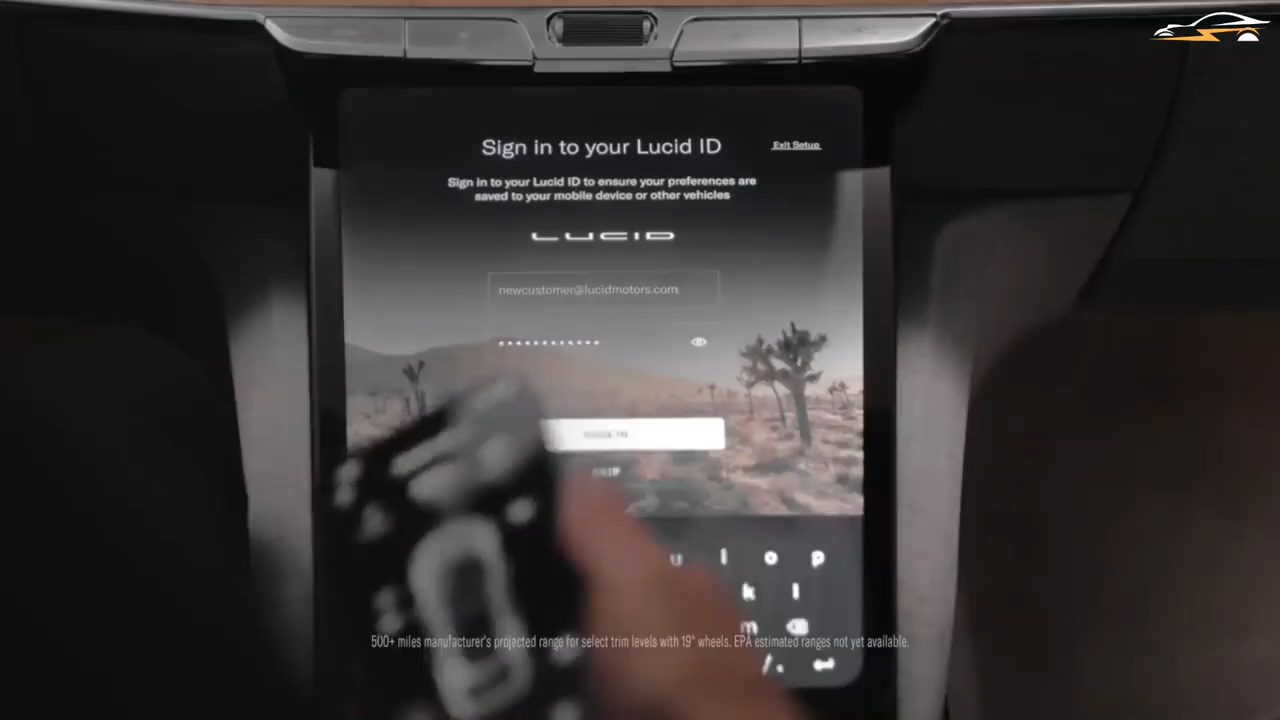 Sign in to your Lucid ID
Exit Setup
Sign in to your Lucid ID to ensure your preferences are
saved to your mobile device or other vehicles
LUCID
newcustomer@lucidmotors.com
SKIP
u i o p
k l
m
/ .
500+ miles manufacturer's projected range for select trim levels with 19" wheels. EPA estimated ranges not yet available.